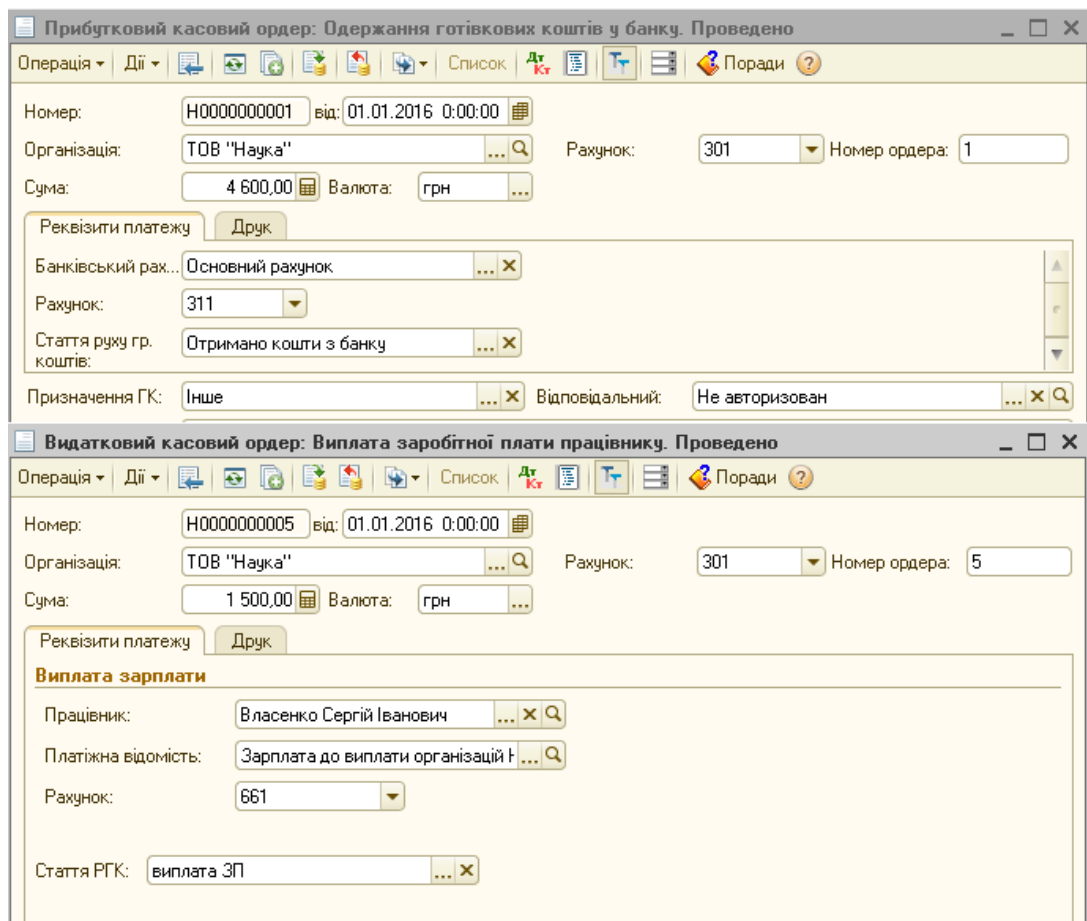 Прибутковий касовий ордер: Одержання готівкових коштів у банку. Проведено
Операція Дії Список Дт Кт Поради
Номер: Н0000000001 від: 01.01.2016 0:00:00
Організація: ТОВ "Наука" ... Рахунок: 301 Номер ордера: 1
Сума: 4 600,00 Валюта: грн ...
Реквізити платежу Друк
Банківський рах... Основний рахунок ...
Рахунок: 311
Стаття руху гр. коштів: Отримано кошти з банку ...
Призначення ГК: Інше ... Відповідальний: Не авторизован ...
Видатковий касовий ордер: Виплата заробітної плати працівнику. Проведено
Операція Дії Список Дт Кт Поради
Номер: Н0000000005 від: 01.01.2016 0:00:00
Організація: ТОВ "Наука" ... Рахунок: 301 Номер ордера: 5
Сума: 1 500,00 Валюта: грн ...
Реквізити платежу Друк
Виплата зарплати
Працівник: Власенко Сергій Іванович ...
Платіжна відомість: Зарплата до виплати організацій ...
Рахунок: 661
Стаття РГК: виплата ЗП ...